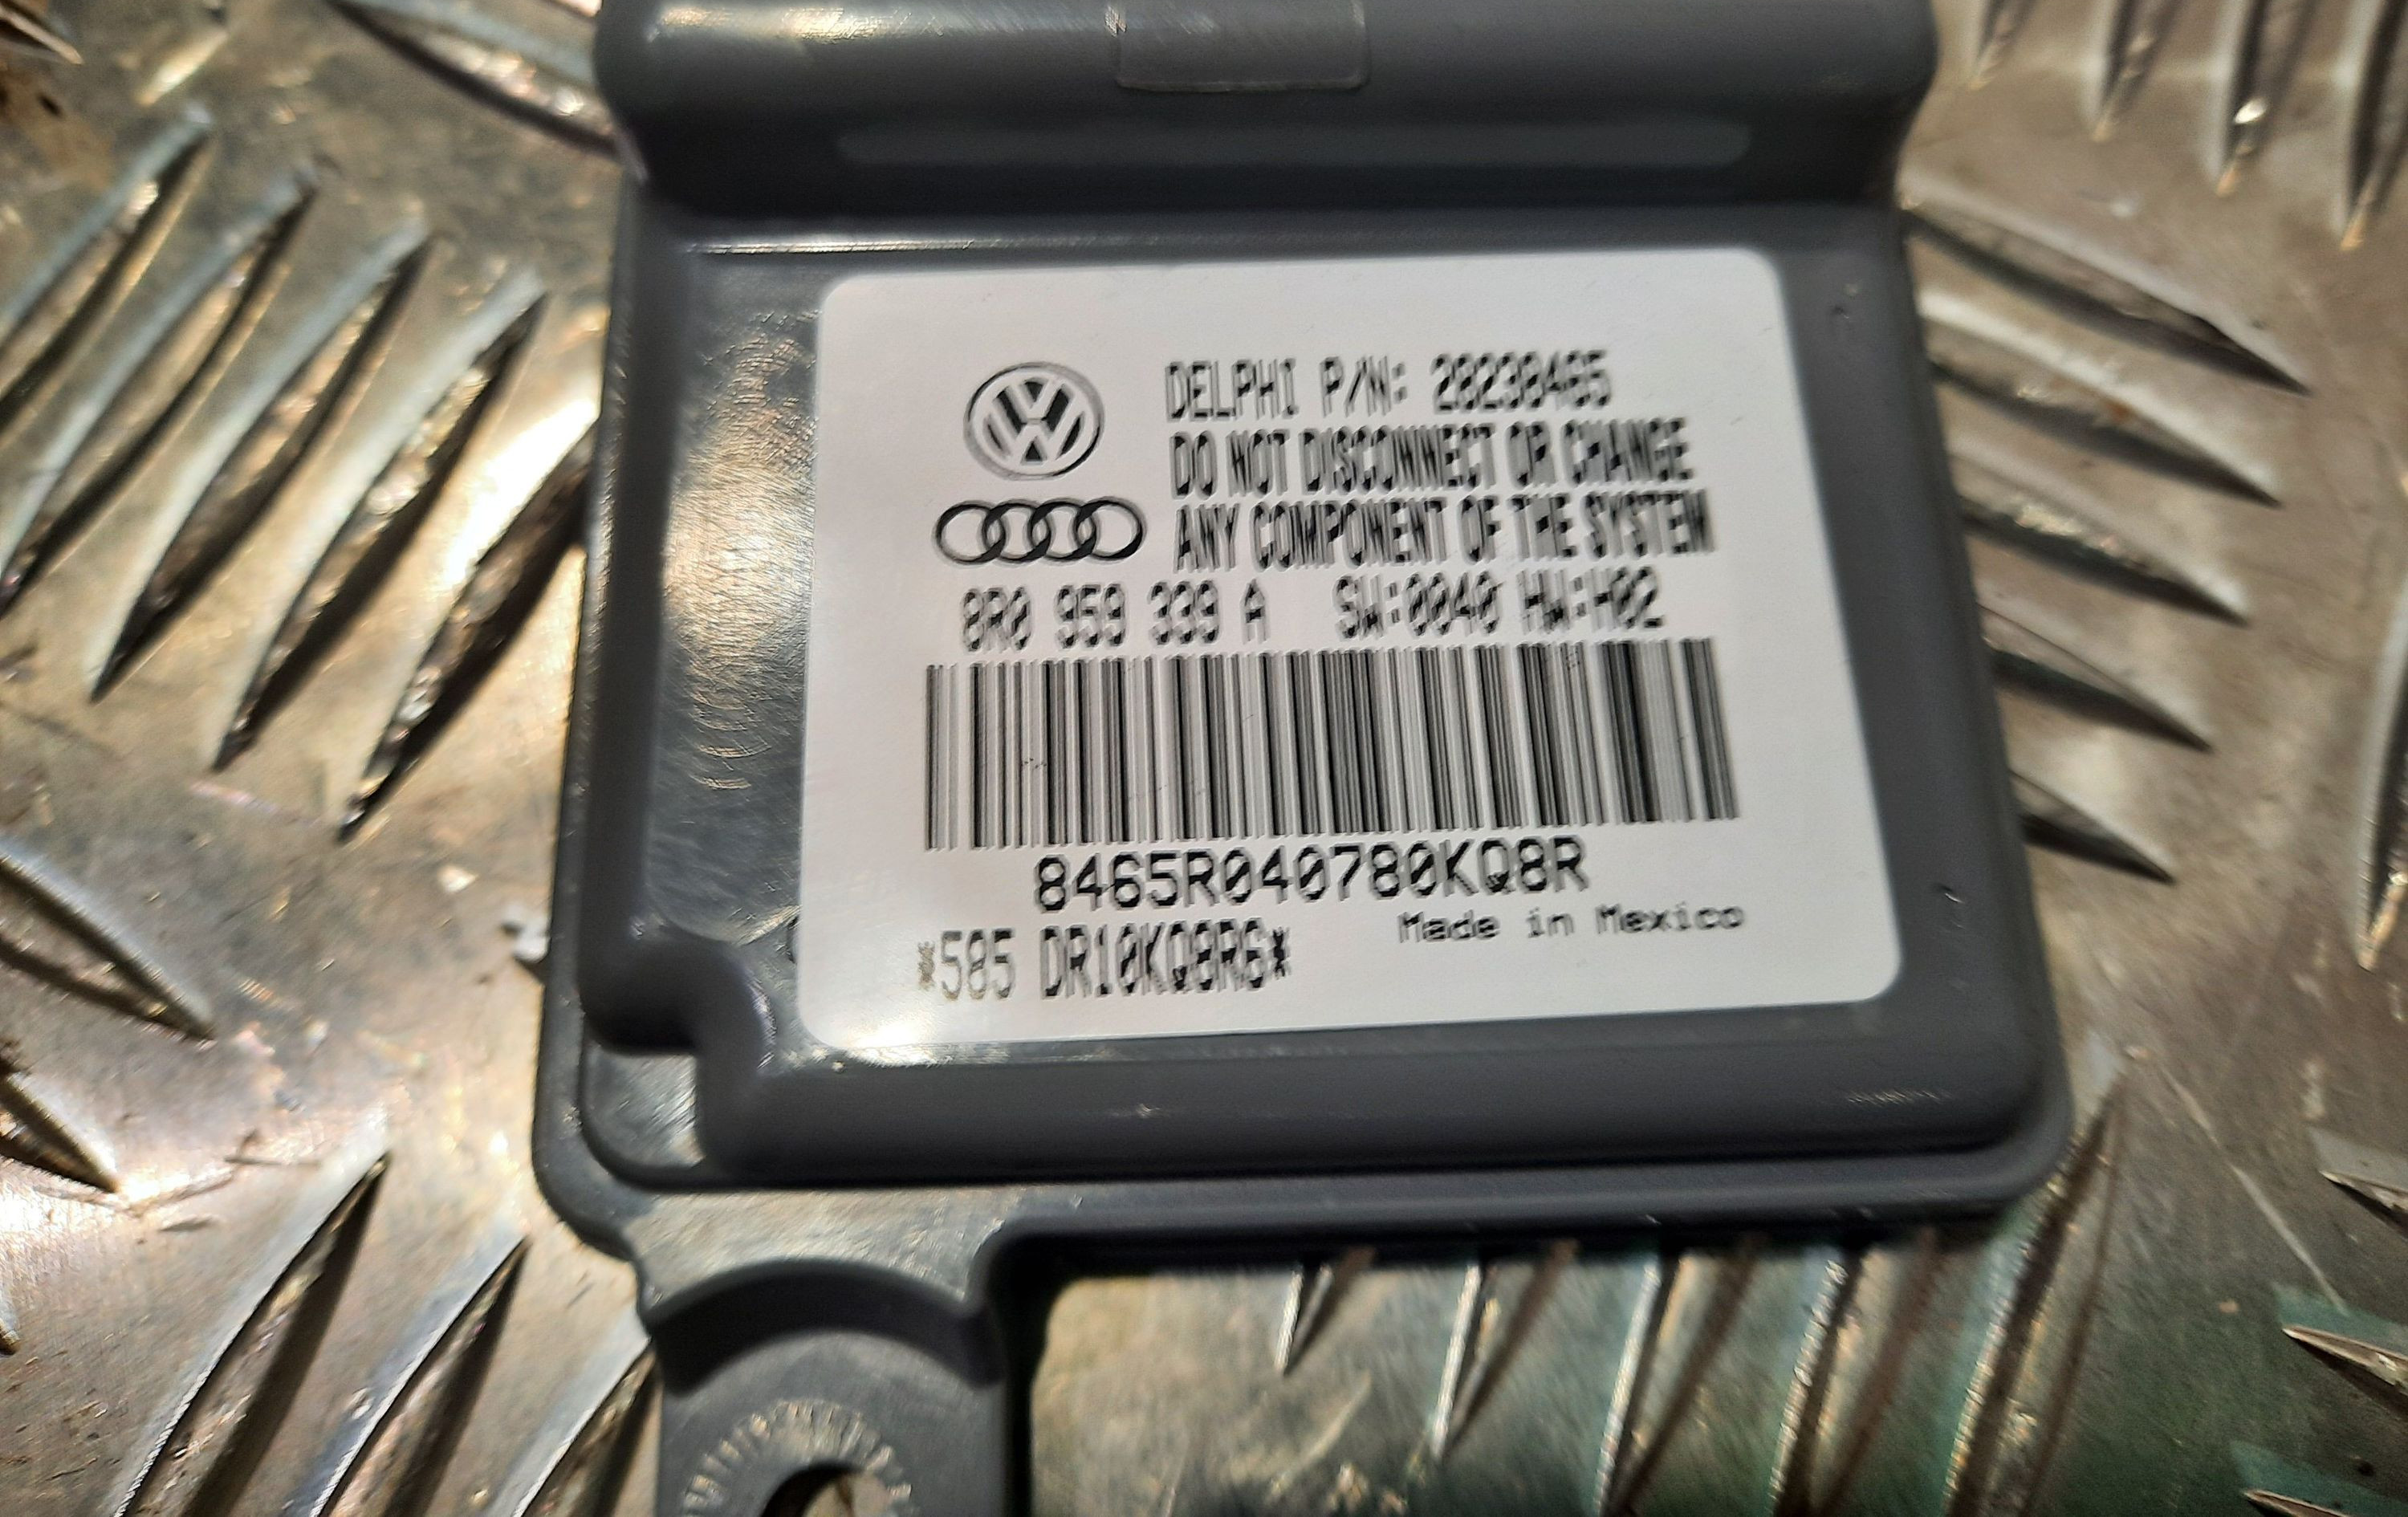 DELPHI P/N: 28238465
DO NOT DISCONNECT OR CHANGE
ANY COMPONENT OF THE SYSTEM
8R0 959 339 A SW:0040 HW:H02
8465R040780KQ8R
Made in Mexico
*585 DR10KQ8R6*